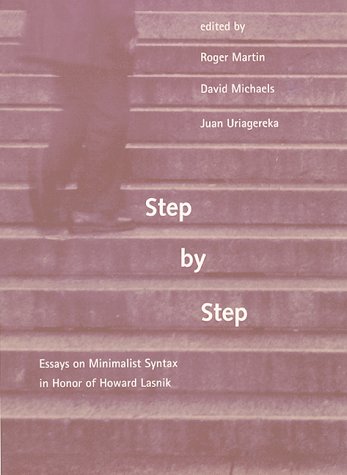 edited by
Roger Martin
David Michaels
Juan Uriagereka
Step
by
Step
Essays on Minimalist Syntax
in Honor of Howard Lasnik